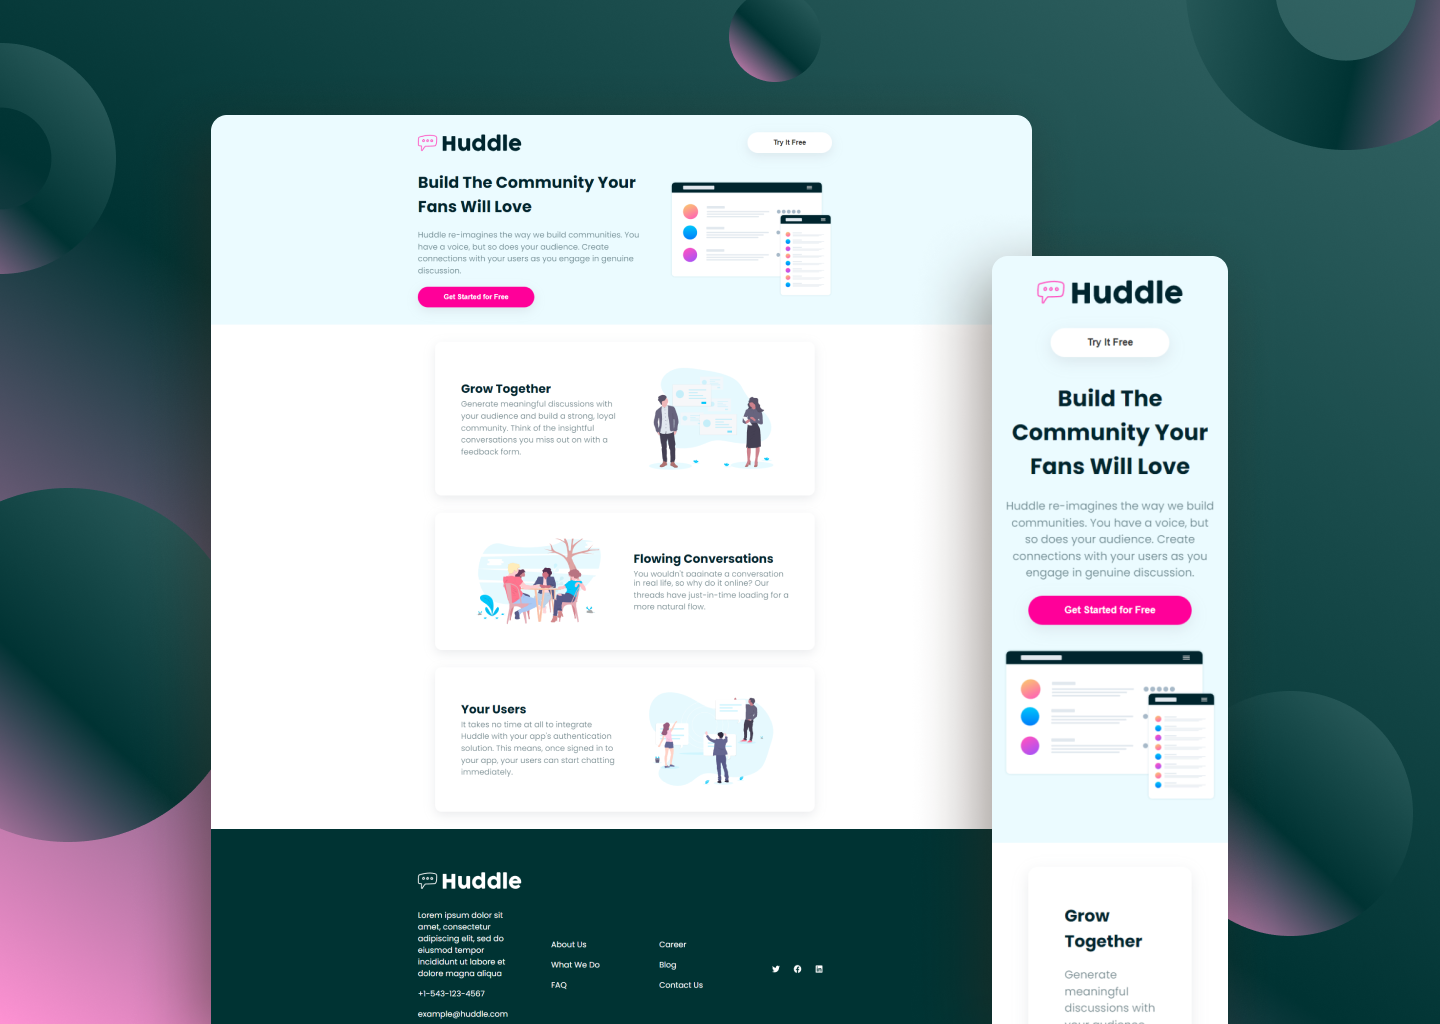 Huddle
Try It Free
Build The Community Your
Fans Will Love
Huddle re-imagines the way we build communities. You
have a voice, but so does your audience. Create
connections with your users as you engage in genuine
discussion.
Get Started for Free
Grow Together
Generate meaningful discussions with
your audience and build a strong, loyal
community. Think of the insightful
conversations you miss out on with a
feedback form.
Flowing Conversations
You wouldn't paginate a conversation
in real life, so why do it online? Our
threads have just-in-time loading for a
more natural flow.
Your Users
It takes no time at all to integrate
Huddle with your app's authentication
solution. This means, once signed in to
your app, your users can start chatting
immediately.
Huddle
Lorem ipsum dolor sit
amet, consectetur
adipiscing elit, sed do
eiusmod tempor
incididunt ut labore et
dolore magna aliqua
+1-543-123-4567
example@huddle.com
About Us
What We Do
FAQ
Career
Blog
Contact Us
Huddle
Try It Free
Build The
Community Your
Fans Will Love
Huddle re-imagines the way we build
communities. You have a voice, but
so does your audience. Create
connections with your users as you
engage in genuine discussion.
Get Started for Free
Grow
Together
Generate
meaningful
discussions with
your audience